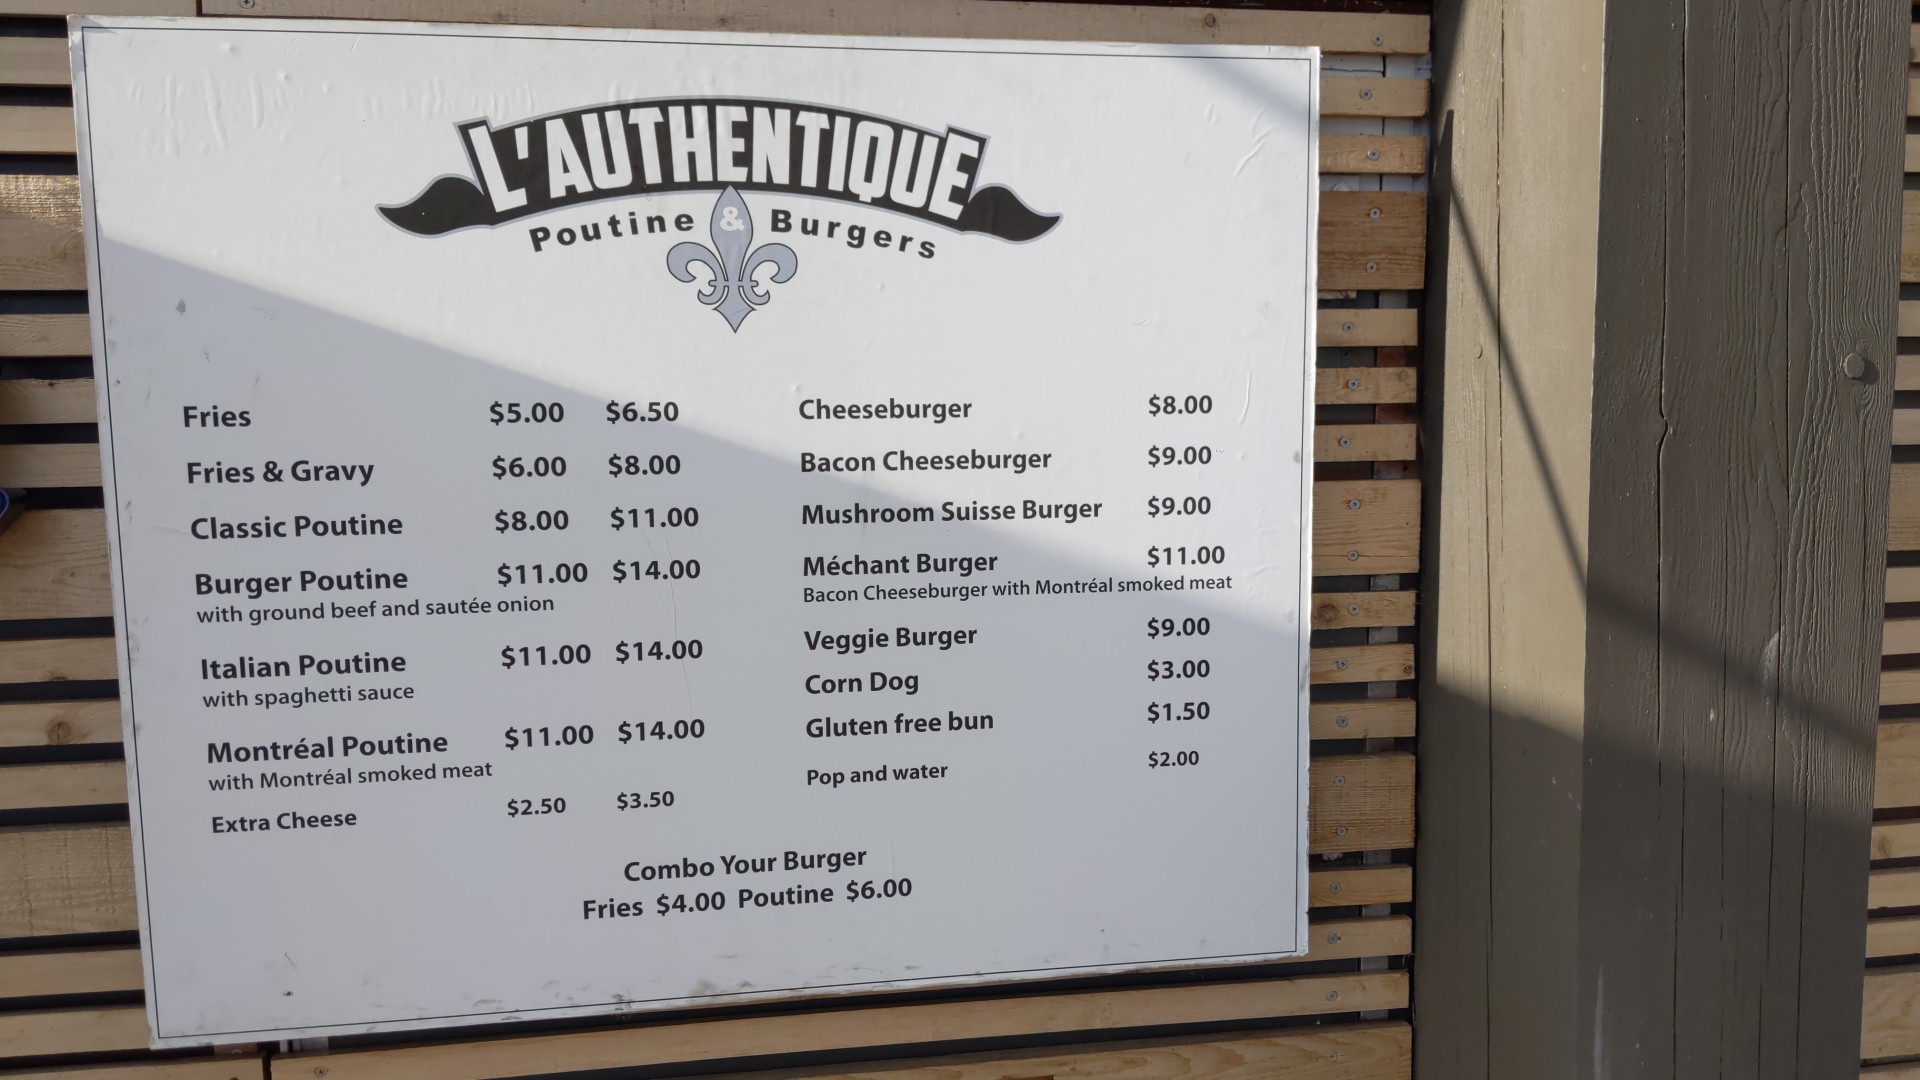 L'AUTHENTIQUE
Poutine & Burgers
Fries $5.00 $6.50
Fries & Gravy $6.00 $8.00
Classic Poutine $8.00 $11.00
Burger Poutine $11.00 $14.00
with ground beef and sautée onion
Italian Poutine $11.00 $14.00
with spaghetti sauce
Montréal Poutine $11.00 $14.00
with Montréal smoked meat
Extra Cheese $2.50 $3.50
Cheeseburger $8.00
Bacon Cheeseburger $9.00
Mushroom Suisse Burger $9.00
Méchant Burger $11.00
Bacon Cheeseburger with Montréal smoked meat
Veggie Burger $9.00
Corn Dog $3.00
Gluten free bun $1.50
Pop and water $2.00
Combo Your Burger
Fries $4.00 Poutine $6.00